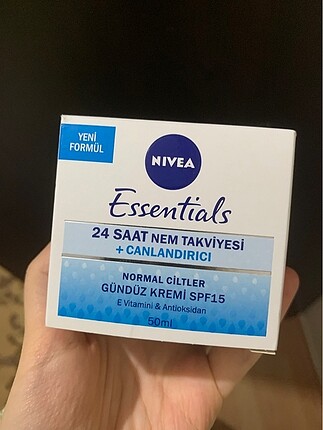 YENİ
FORMÜL
NIVEA
Essentials
24 SAAT NEM TAKVİYESİ
+ CANLANDIRICI
NORMAL CİLTLER
GÜNDÜZ KREMİ SPF15
E Vitamini & Antioksidan
50ml